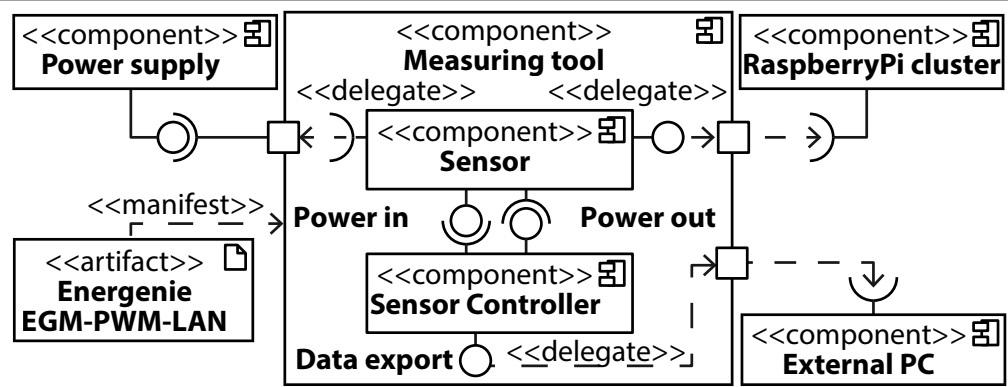 <<component>>
Power supply
<<component>>
Measuring tool
<<component>>
RaspberryPi cluster
<<delegate>>
<<delegate>>
<<component>>
Sensor
<<manifest>>
Power in
Power out
<<artifact>>
Energenie
EGM-PWM-LAN
<<component>>
Sensor Controller
Data export
<<delegate>>
<<component>>
External PC